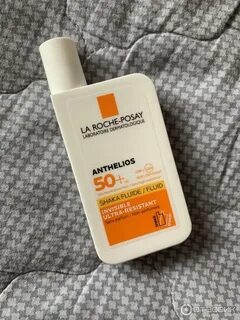 LA ROCHE-POSAY
LABORATOIRE DERMATOLOGIQUE
ANTHELIOS
50+
SHAKA FLUIDE / FLUID
INVISIBLE
ULTRA-RESISTANT